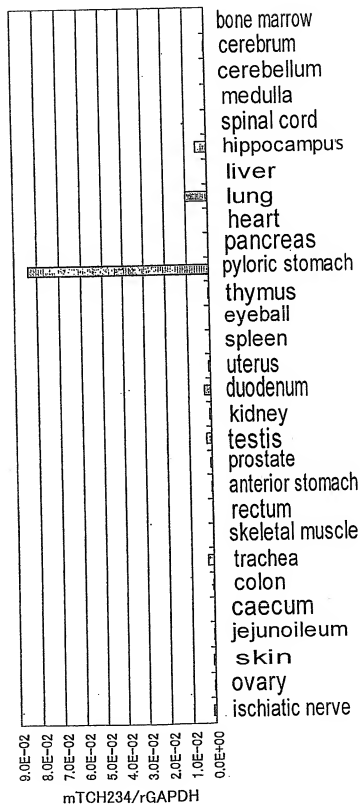 bone marrow
cerebrum
cerebellum
medulla
spinal cord
hippocampus
liver
lung
heart
pancreas
pyloric stomach
thymus
eyeball
spleen
uterus
duodenum
kidney
testis
prostate
anterior stomach
rectum
skeletal muscle
trachea
colon
caecum
jejunoileum
skin
ovary
ischiatic nerve
9.0E-02
8.0E-02
7.0E-02
6.0E-02
5.0E-02
4.0E-02
3.0E-02
2.0E-02
1.0E-02
0.0E+00
mTCH234/rGAPDH